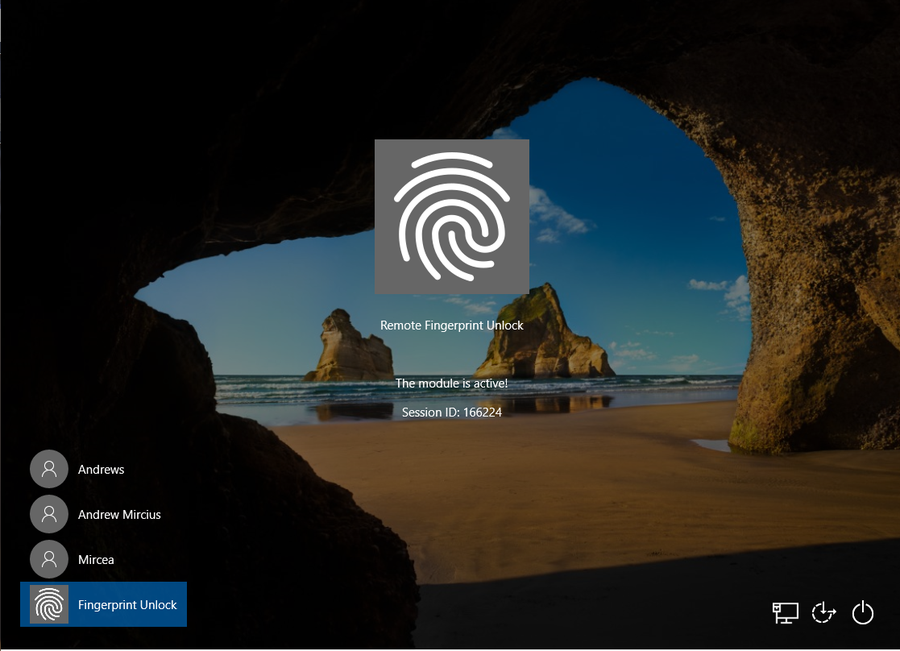 Remote Fingerprint Unlock
The module is active!
Session ID: 166224
Andrews
Andrew Mircius
Mircea
Fingerprint Unlock